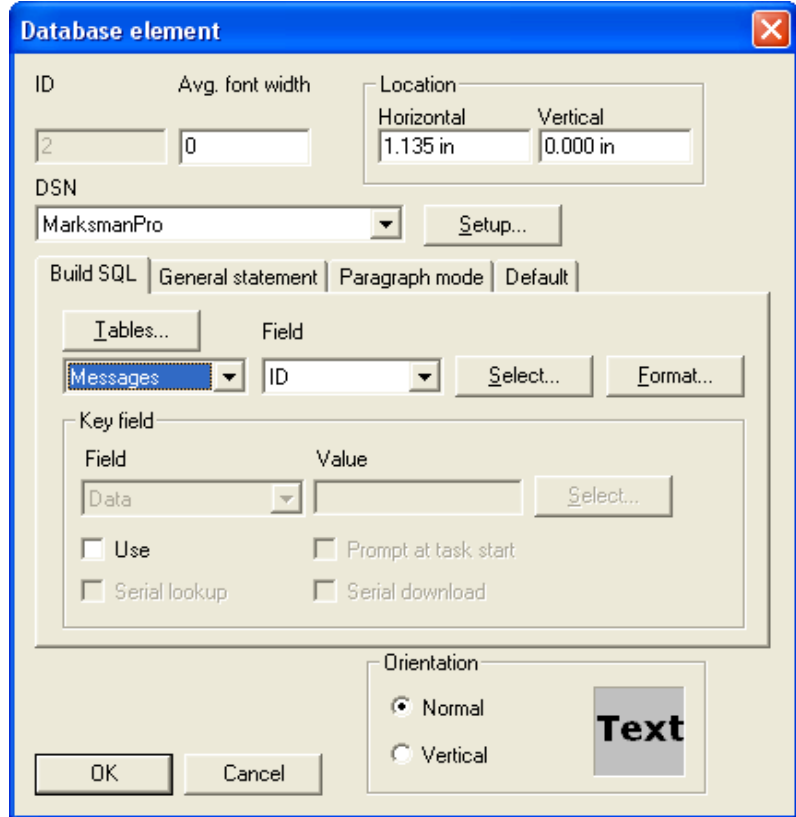 Database element
ID Avg. font width Location
Horizontal Vertical
2 0 1.135 in 0.000 in
DSN
MarksmanPro Setup...
Build SQL General statement Paragraph mode Default
Tables... Field
Messages ID Select... Format...
Key field
Field Value
Data Select...
Use Prompt at task start
Serial lookup Serial download
Orientation
Normal
Text
Vertical
OK Cancel